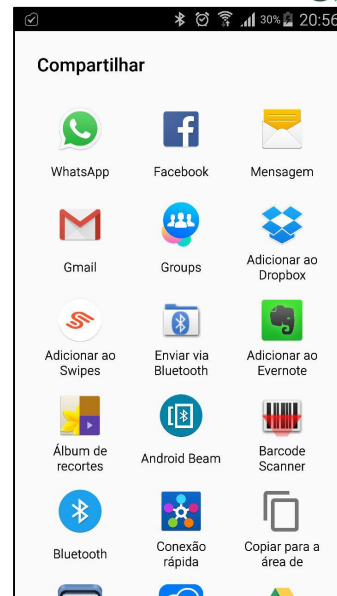 30% 20:56
Compartilhar
WhatsApp Facebook Mensagem
Gmail Groups Adicionar ao
Dropbox
Adicionar ao Enviar via Adicionar ao
Swipes Bluetooth Evernote
Álbum de Android Beam Barcode
recortes Scanner
Bluetooth Conexão Copiar para a
rápida área de